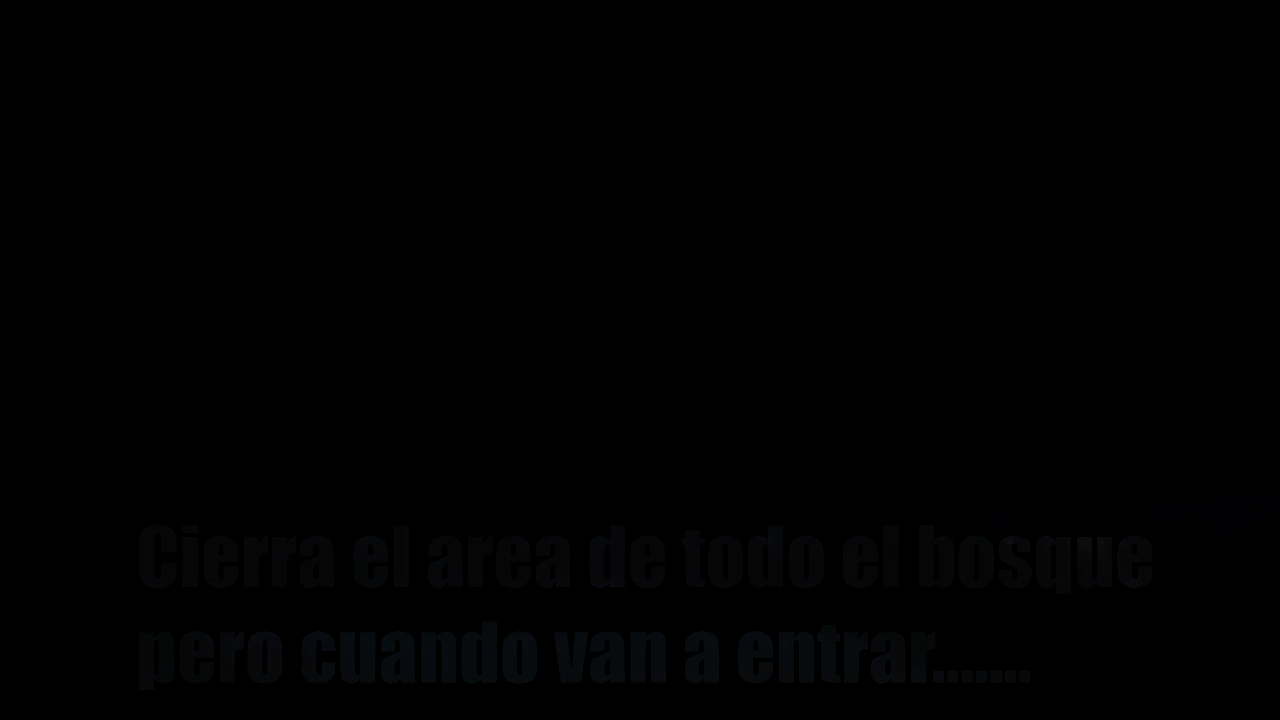 Cierra el area de todo el bosque
pero cuando van a entrar.......